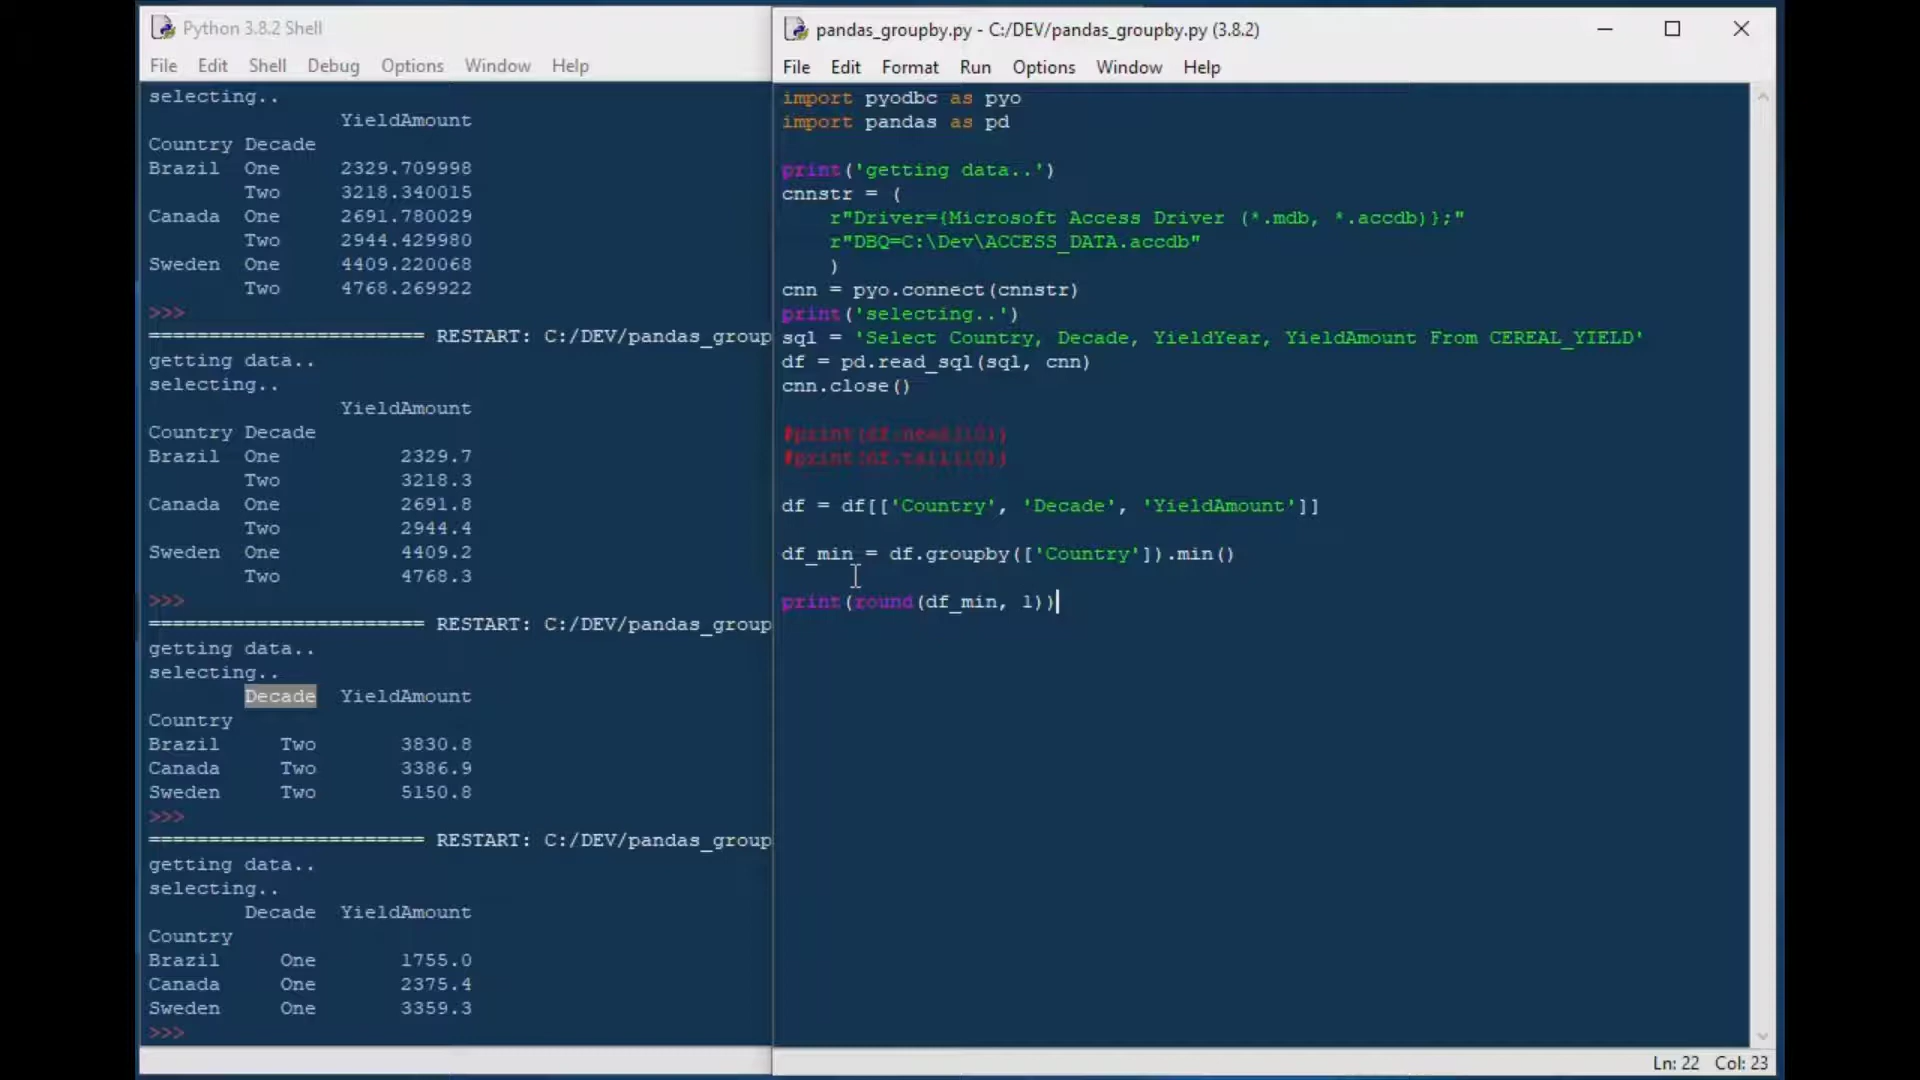 Python 3.8.2 Shell
File Edit Shell Debug Options Window Help
selecting..
YieldAmount
Country Decade
Brazil One 2329.709998
Two 3218.340015
Canada One 2691.780029
Two 2944.429980
Sweden One 4409.220068
Two 4768.269922
>>>
======================= RESTART: C:/DEV/pandas_group
getting data..
selecting..
YieldAmount
Country Decade
Brazil One 2329.7
Two 3218.3
Canada One 2691.8
Two 2944.4
Sweden One 4409.2
Two 4768.3
>>>
======================= RESTART: C:/DEV/pandas_group
getting data..
selecting..
Decade YieldAmount
Country
Brazil Two 3830.8
Canada Two 3386.9
Sweden Two 5150.8
>>>
======================= RESTART: C:/DEV/pandas_group
getting data..
selecting..
Decade YieldAmount
Country
Brazil One 1755.0
Canada One 2375.4
Sweden One 3359.3
>>>
pandas_groupby.py - C:/DEV/pandas_groupby.py (3.8.2)
File Edit Format Run Options Window Help
import pyodbc as pyo
import pandas as pd
print('getting data..')
cnnstr = (
r"Driver={Microsoft Access Driver (*.mdb, *.accdb)};"
r"DBQ=C:\Dev\ACCESS_DATA.accdb"
)
cnn = pyo.connect(cnnstr)
print('selecting..')
sql = 'Select Country, Decade, YieldYear, YieldAmount From CEREAL_YIELD'
df = pd.read_sql(sql, cnn)
cnn.close()
#print(df.head(10))
#print(df.tail(10))
df = df[['Country', 'Decade', 'YieldAmount']]
df_min = df.groupby(['Country']).min()
print(round(df_min, 1))
Ln: 22 Col: 23